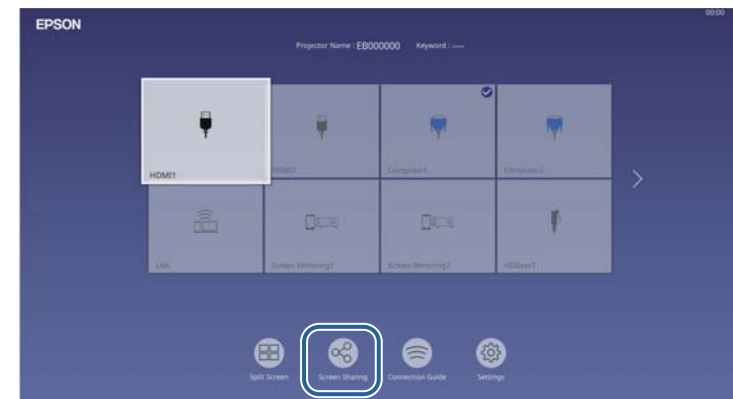 00:00
EPSON
Projector Name : EB000000 Keyword : ----
HDMI1
HDMI2
Computer1
Computer2
LAN
Screen Mirroring1
Screen Mirroring2
HDBaseT
Split Screen
Screen Sharing
Connection Guide
Settings